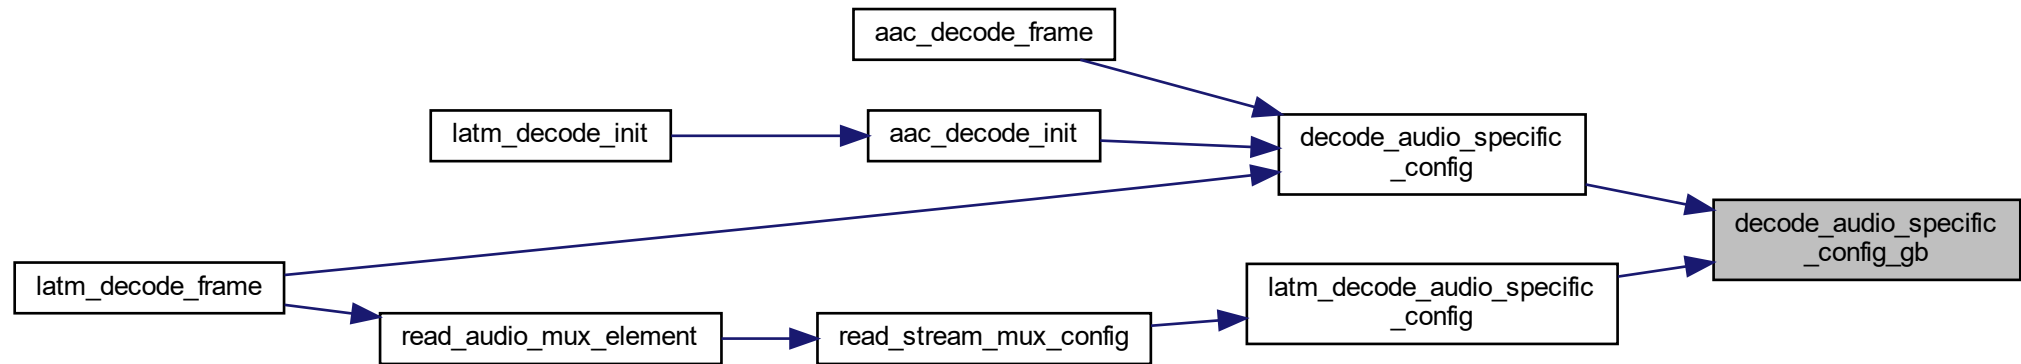 aac_decode_frame
latm_decode_init
aac_decode_init
decode_audio_specific
_config
decode_audio_specific
_config_gb
latm_decode_frame
latm_decode_audio_specific
_config
read_audio_mux_element
read_stream_mux_config